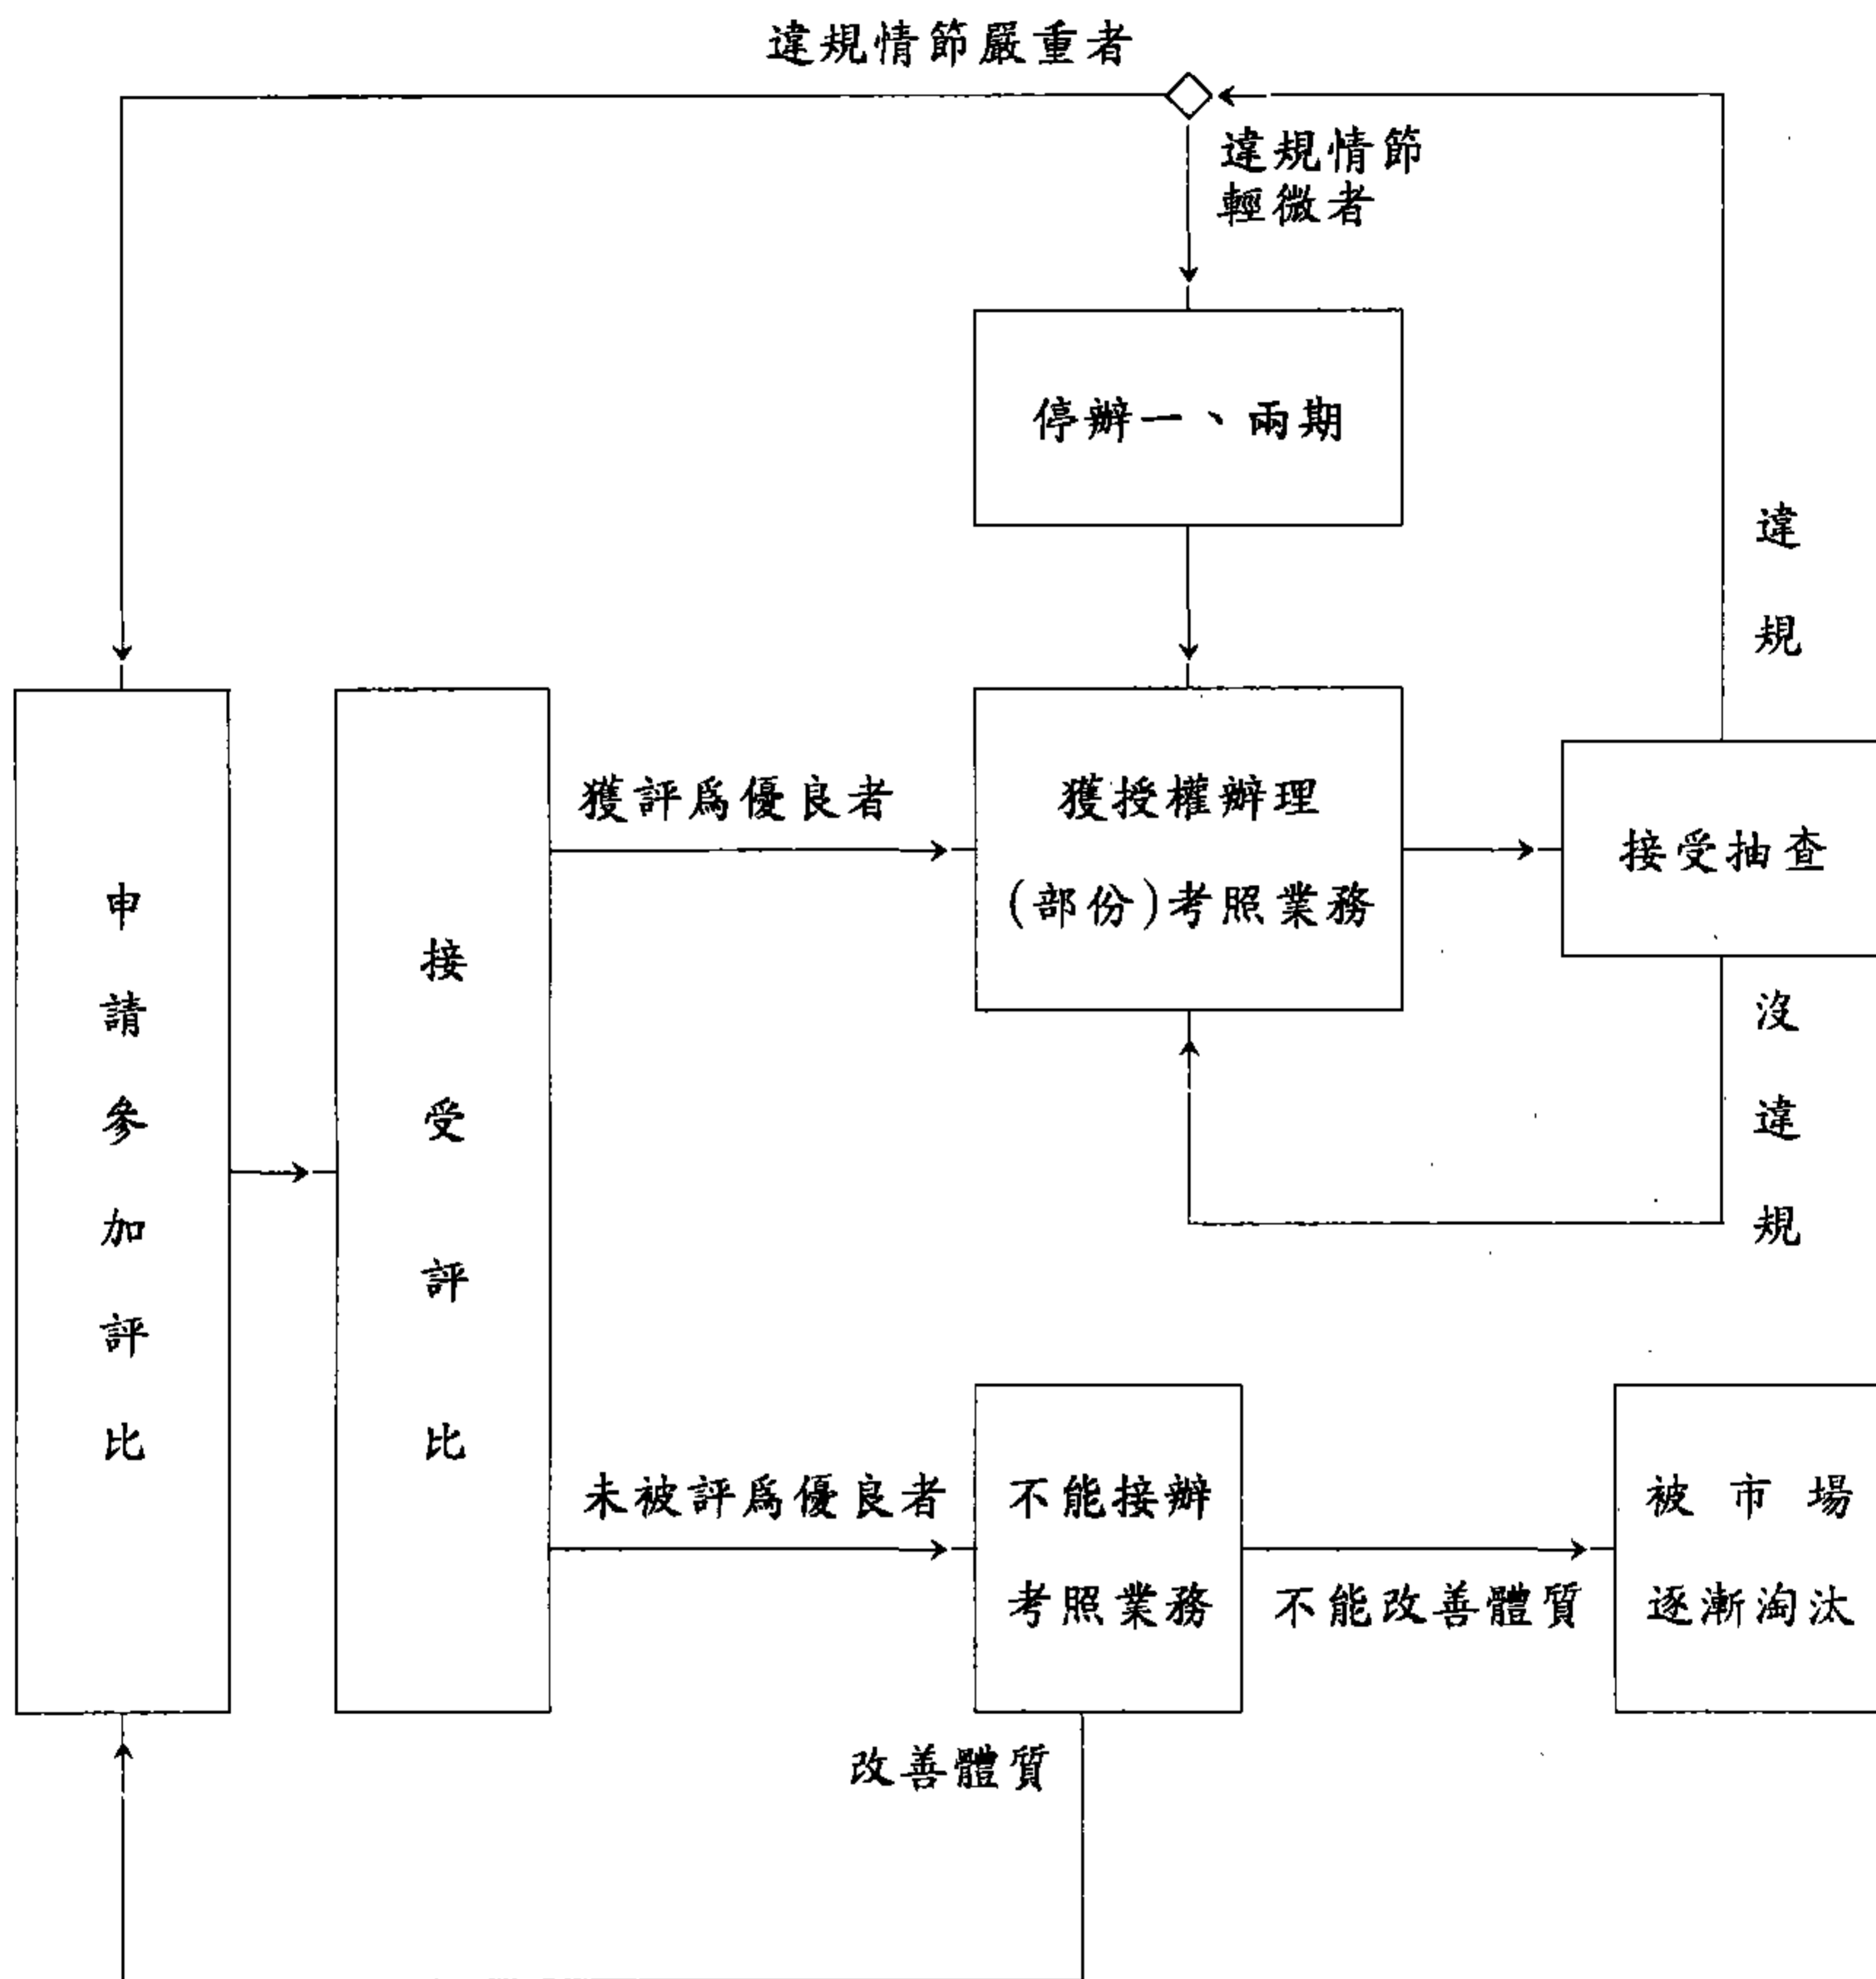 違規情節嚴重者
違規情節
輕微者
停辦一、兩期
違規
獲評爲優良者
獲授權辦理
(部份)考照業務
接受抽查
申請參加評比
接受評比
沒違規
未被評爲優良者
不能接辦
考照業務
不能改善體質
被市場
逐漸淘汰
改善體質